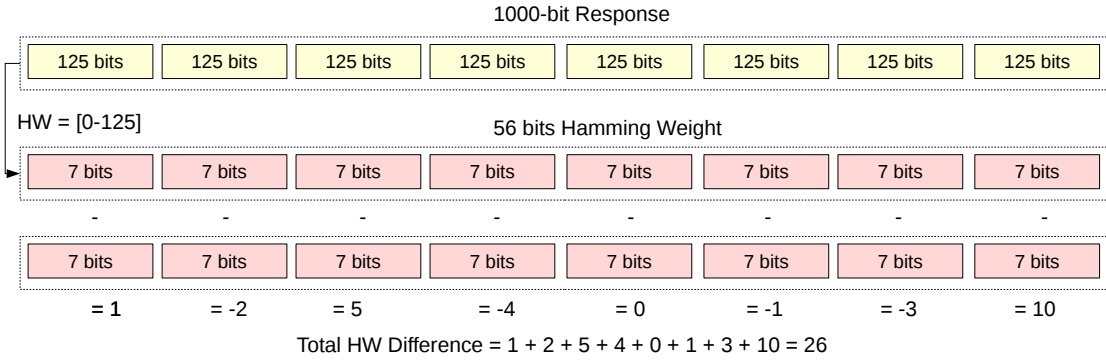 1000-bit Response
125 bits 125 bits 125 bits 125 bits 125 bits 125 bits 125 bits 125 bits
HW = [0-125]
56 bits Hamming Weight
7 bits 7 bits 7 bits 7 bits 7 bits 7 bits 7 bits 7 bits
- - - - - - - -
7 bits 7 bits 7 bits 7 bits 7 bits 7 bits 7 bits 7 bits
= 1 = -2 = 5 = -4 = 0 = -1 = -3 = 10
Total HW Difference = 1 + 2 + 5 + 4 + 0 + 1 + 3 + 10 = 26